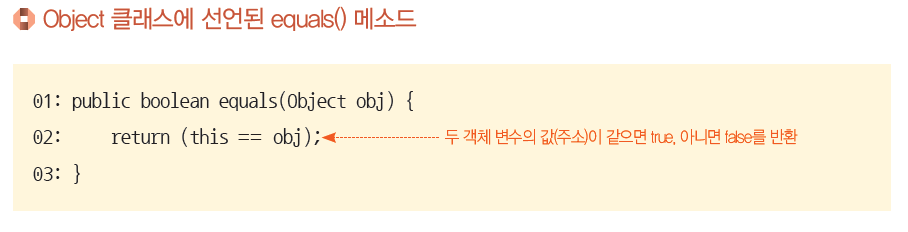 Object 클래스에 선언된 equals() 메소드
01: public boolean equals(Object obj) {
02: return (this == obj); 두 객체 변수의 값(주소)이 같으면 true, 아니면 false를 반환
03: }